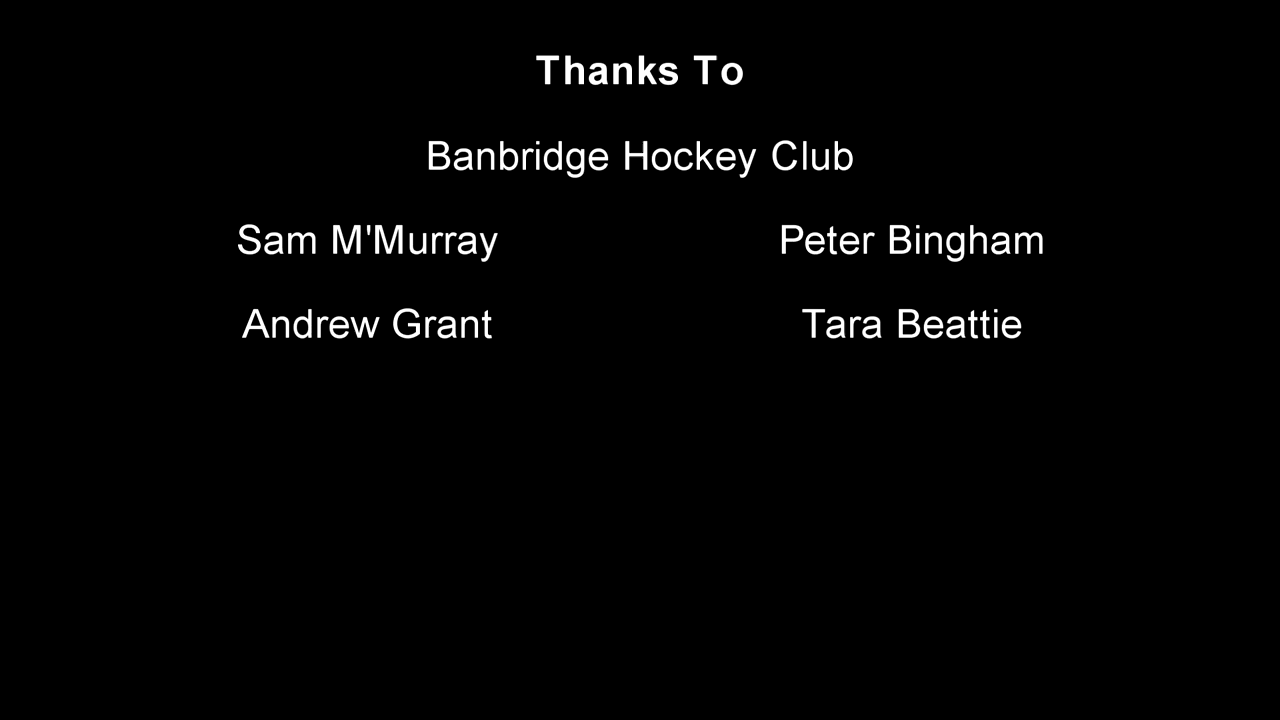 Thanks To
Banbridge Hockey Club
Sam M'Murray Peter Bingham
Andrew Grant Tara Beattie